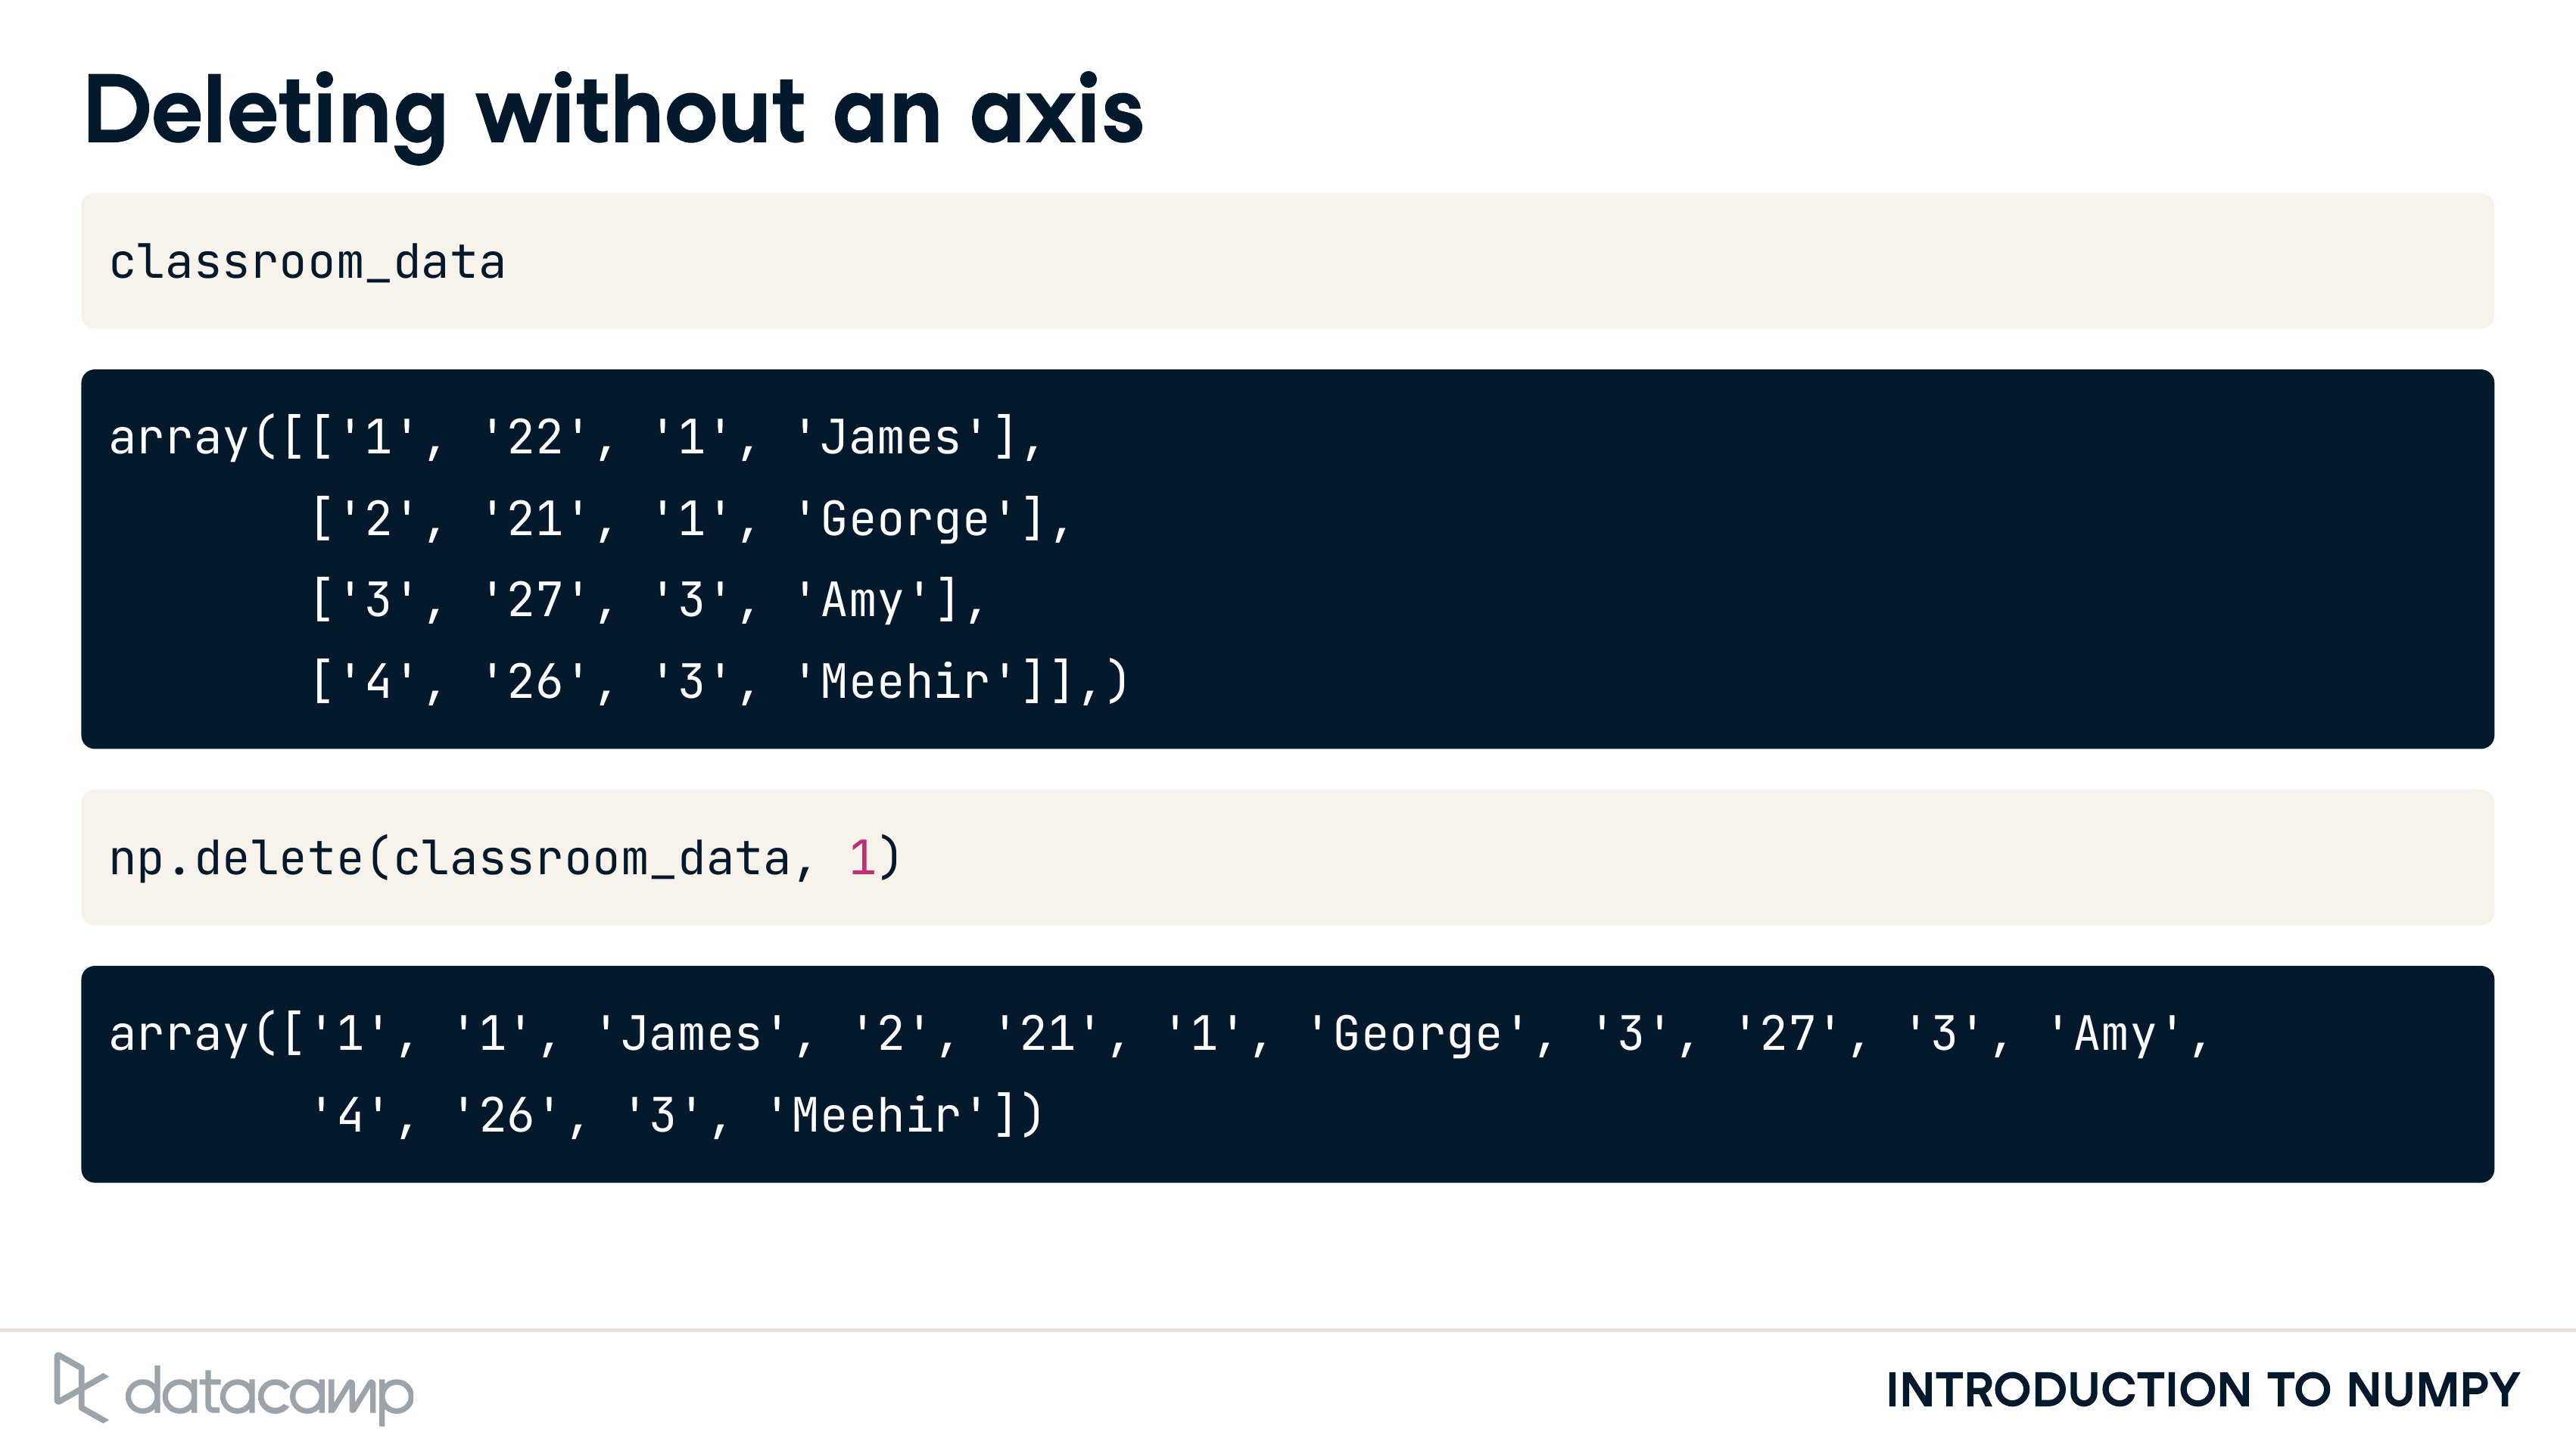 Deleting without an axis
classroom_data
array([['1', '22', '1', 'James'],
['2', '21', '1', 'George'],
['3', '27', '3', 'Amy'],
['4', '26', '3', 'Meehir']],)
np.delete(classroom_data, 1)
array(['1', '1', 'James', '2', '21', '1', 'George', '3', '27', '3', 'Amy',
'4', '26', '3', 'Meehir'])
datacamp
INTRODUCTION TO NUMPY